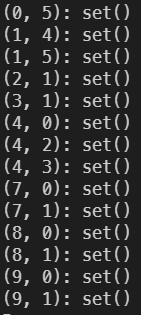 (0, 5): set()
(1, 4): set()
(1, 5): set()
(2, 1): set()
(3, 1): set()
(4, 0): set()
(4, 2): set()
(4, 3): set()
(7, 0): set()
(7, 1): set()
(8, 0): set()
(8, 1): set()
(9, 0): set()
(9, 1): set()